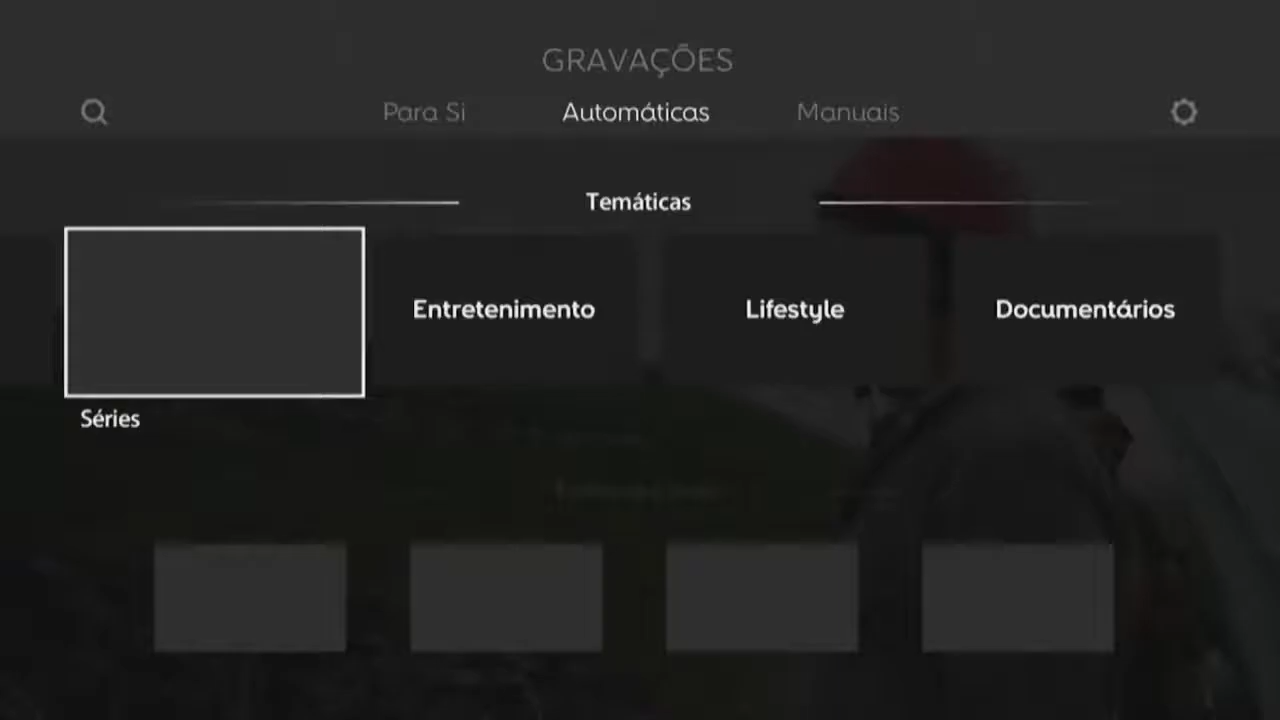 GRAVAÇÕES
Para Si Automáticas Manuais
Temáticas
Entretenimento Lifestyle Documentários
Séries